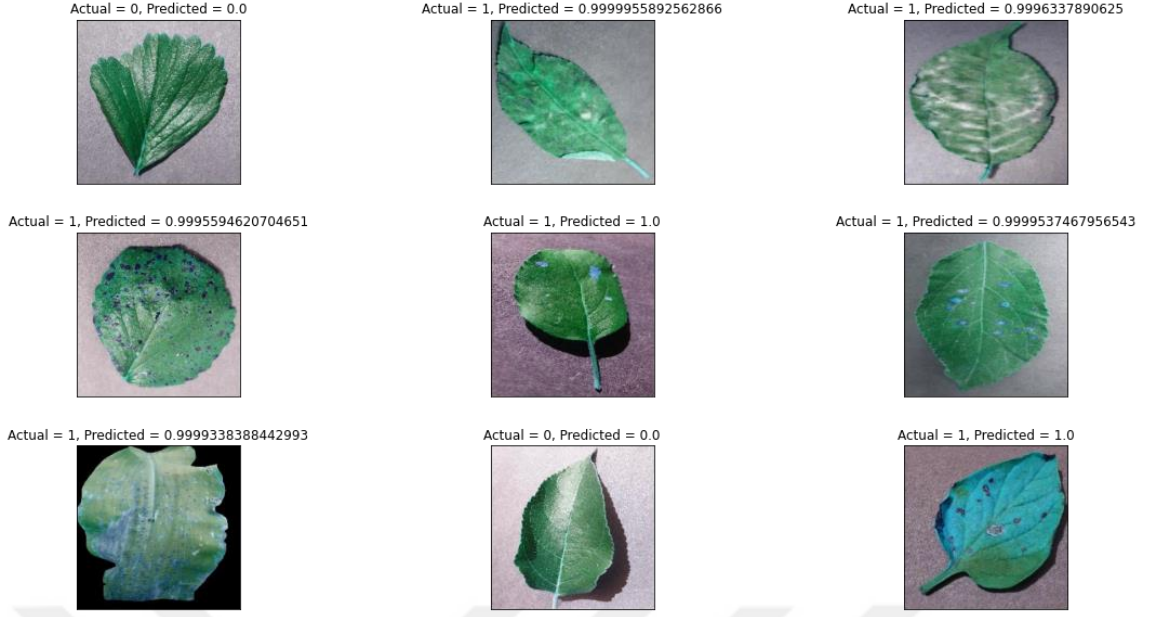 Actual = 0, Predicted = 0.0
Actual = 1, Predicted = 0.9999955892562866
Actual = 1, Predicted = 0.9996337890625
Actual = 1, Predicted = 0.9995594620704651
Actual = 1, Predicted = 1.0
Actual = 1, Predicted = 0.9999537467956543
Actual = 1, Predicted = 0.9999338388442993
Actual = 0, Predicted = 0.0
Actual = 1, Predicted = 1.0